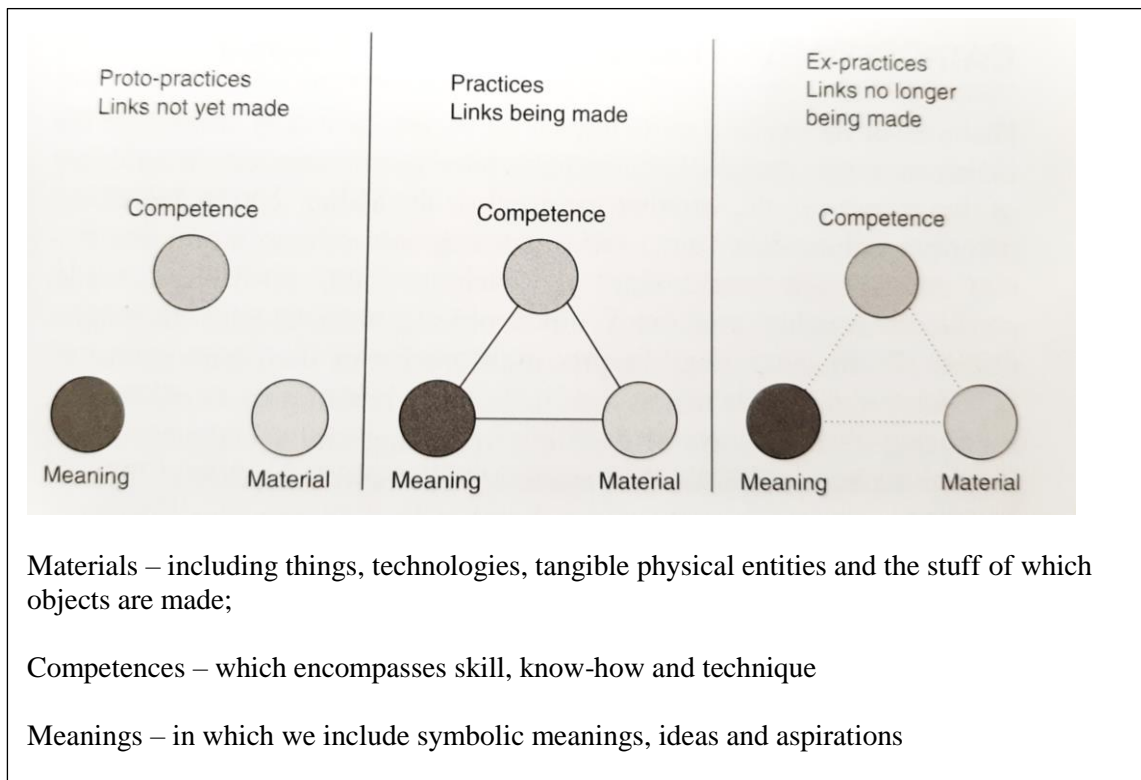 Proto-practices
Links not yet made
Competence
Meaning
Material
Practices
Links being made
Competence
Meaning
Material
Ex-practices
Links no longer
being made
Competence
Meaning
Material
Materials – including things, technologies, tangible physical entities and the stuff of which
objects are made;
Competences – which encompasses skill, know-how and technique
Meanings – in which we include symbolic meanings, ideas and aspirations